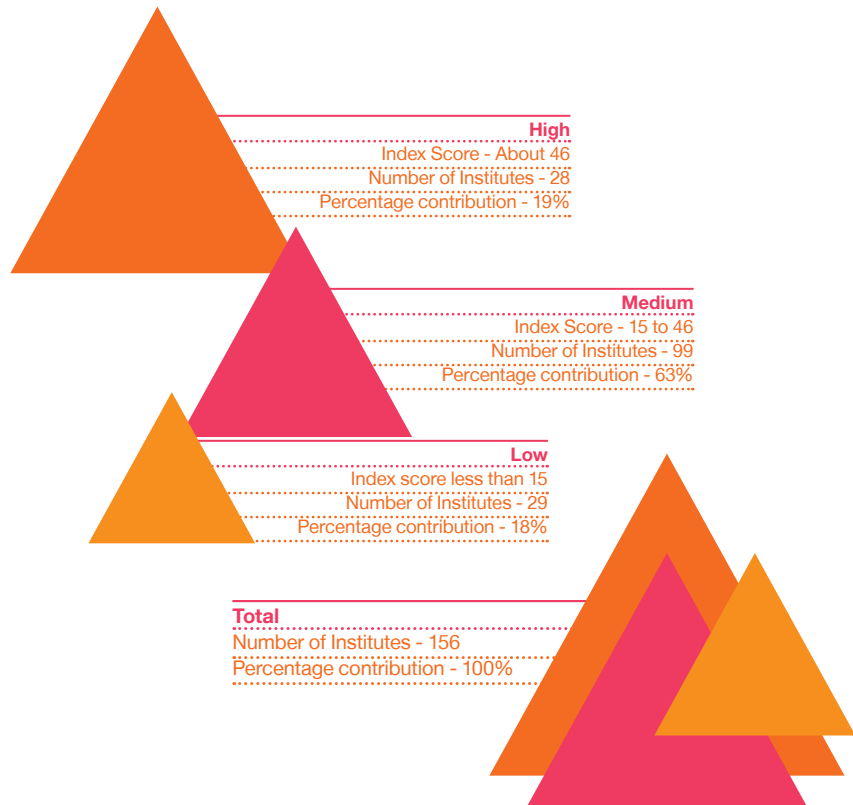 High
Index Score - About 46
Number of Institutes - 28
Percentage contribution - 19%
Medium
Index Score - 15 to 46
Number of Institutes - 99
Percentage contribution - 63%
Low
Index score less than 15
Number of Institutes - 29
Percentage contribution - 18%
Total
Number of Institutes - 156
Percentage contribution - 100%